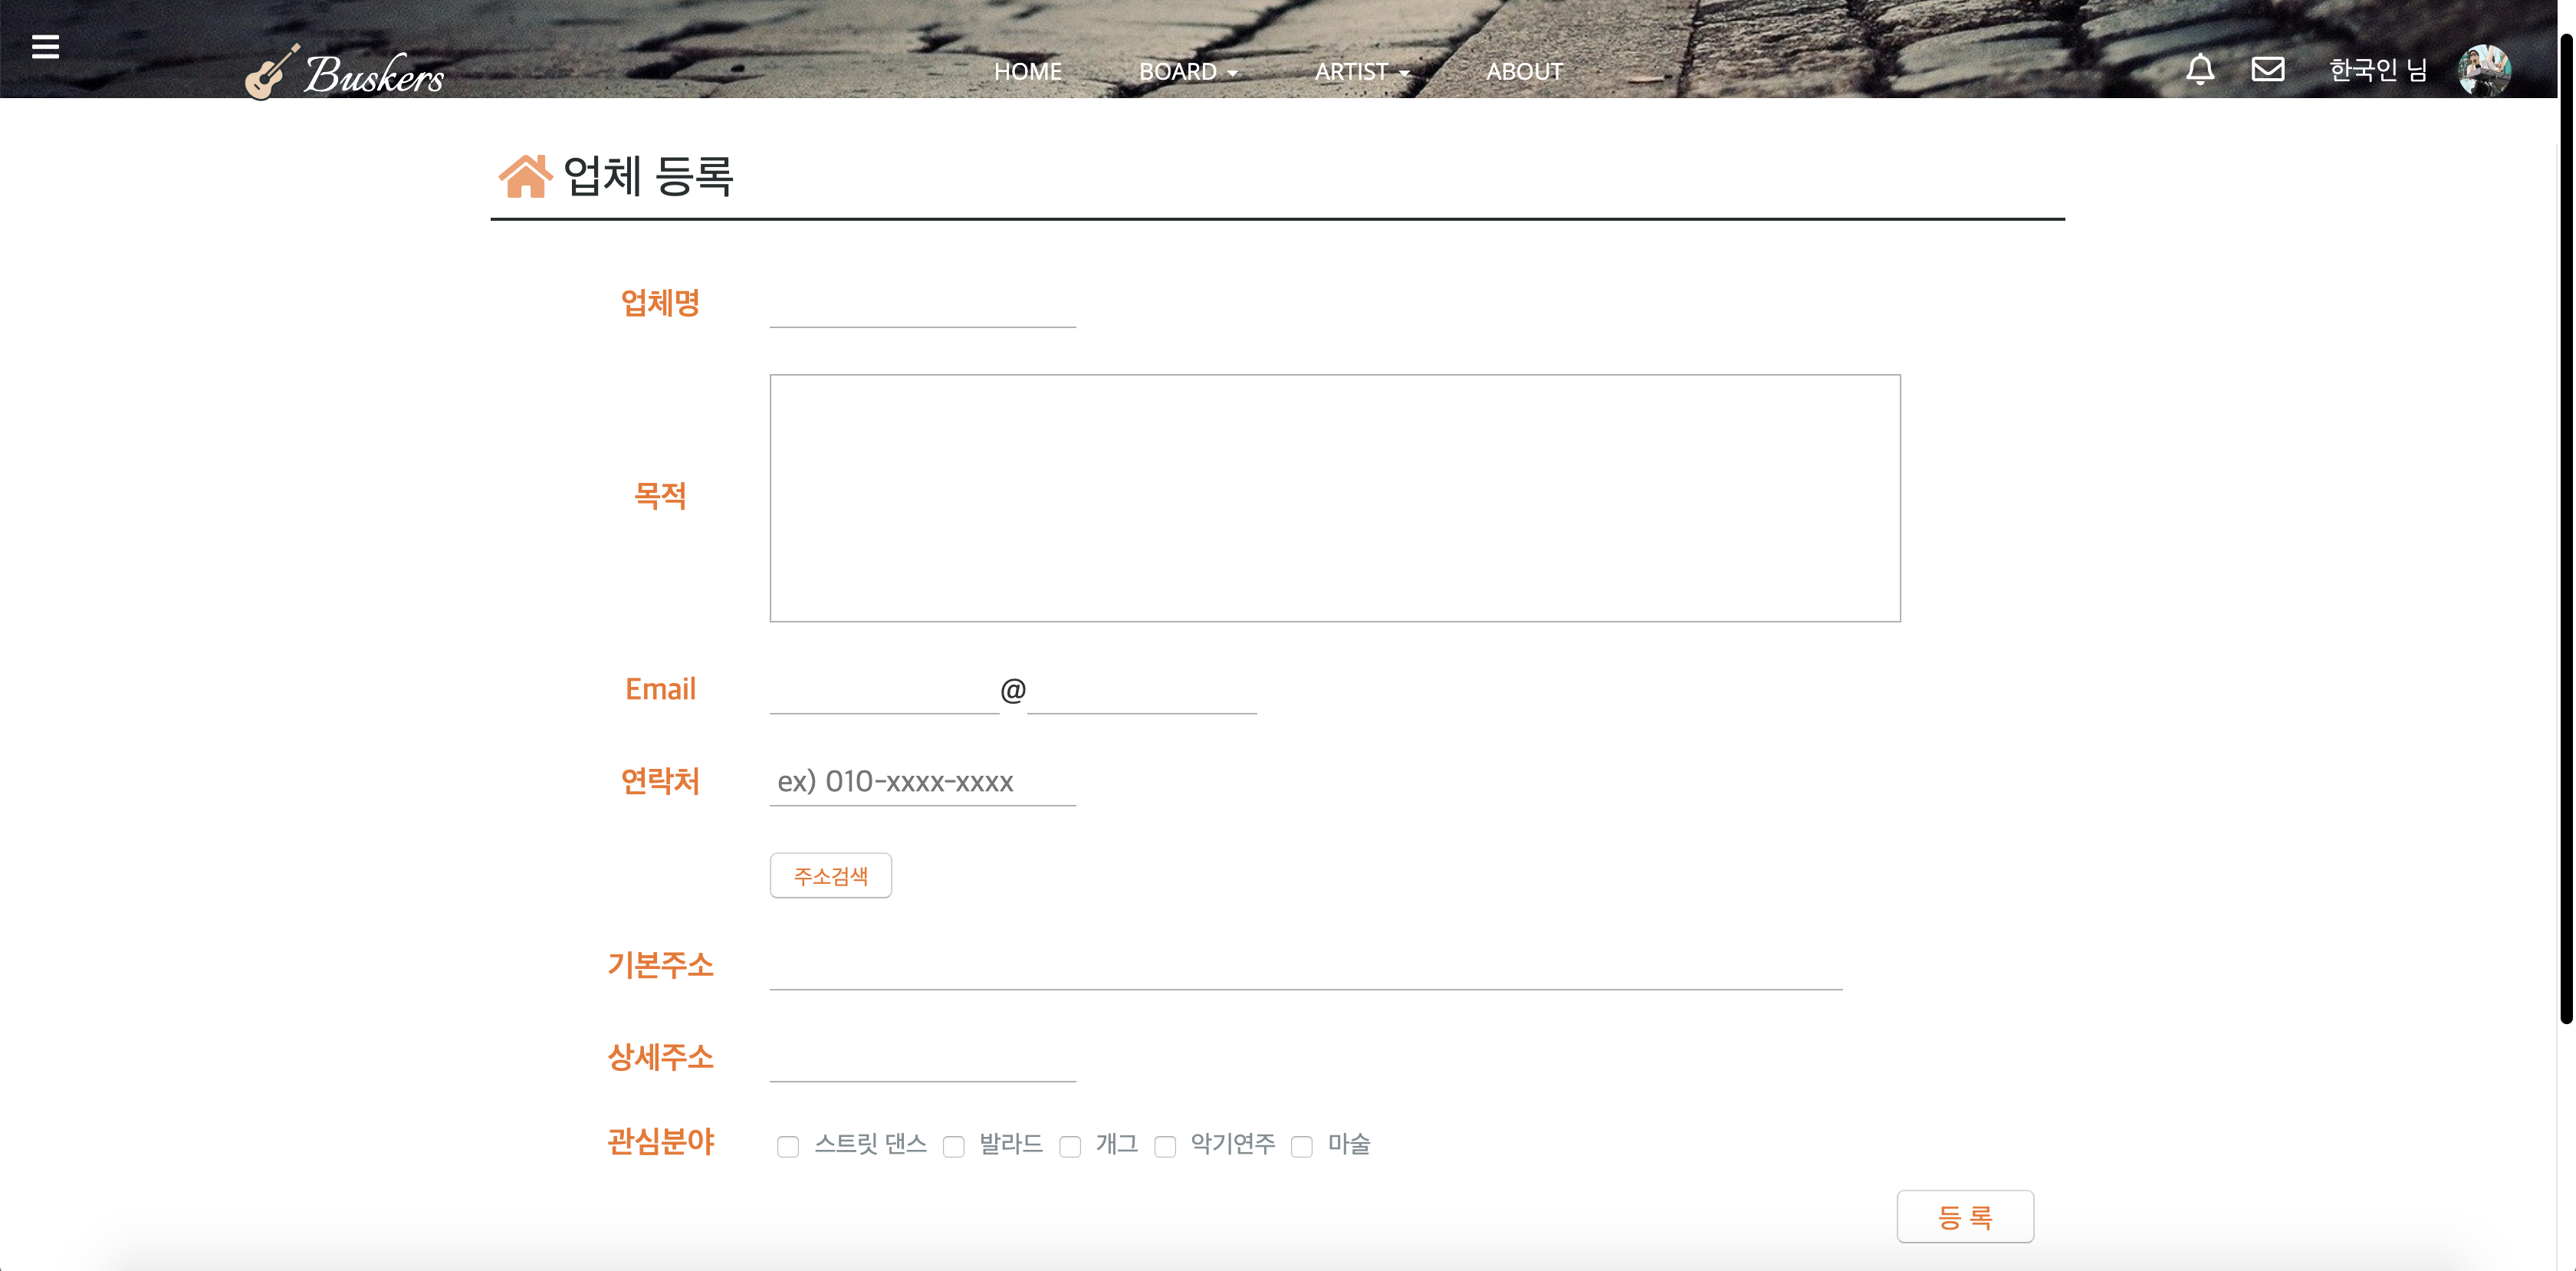 Buskers HOME BOARD ARTIST ABOUT 한국인 님
업체 등록
업체명
목적
Email @
연락처 ex) 010-xxxx-xxxx
주소검색
기본주소
상세주소
관심분야 스트릿 댄스 발라드 개그 악기연주 마술
등 록